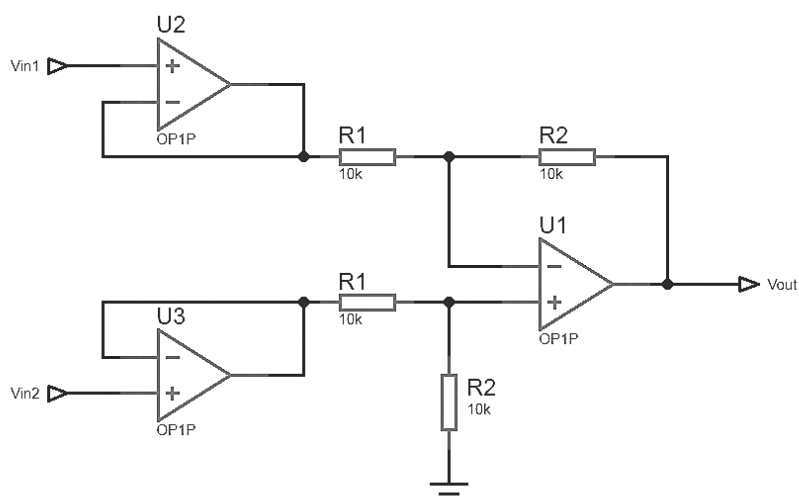 U2
Vin1
+
−
OP1P
R1
10k
R2
10k
U1
−
+
OP1P
Vout
R1
10k
U3
−
+
Vin2
OP1P
R2
10k